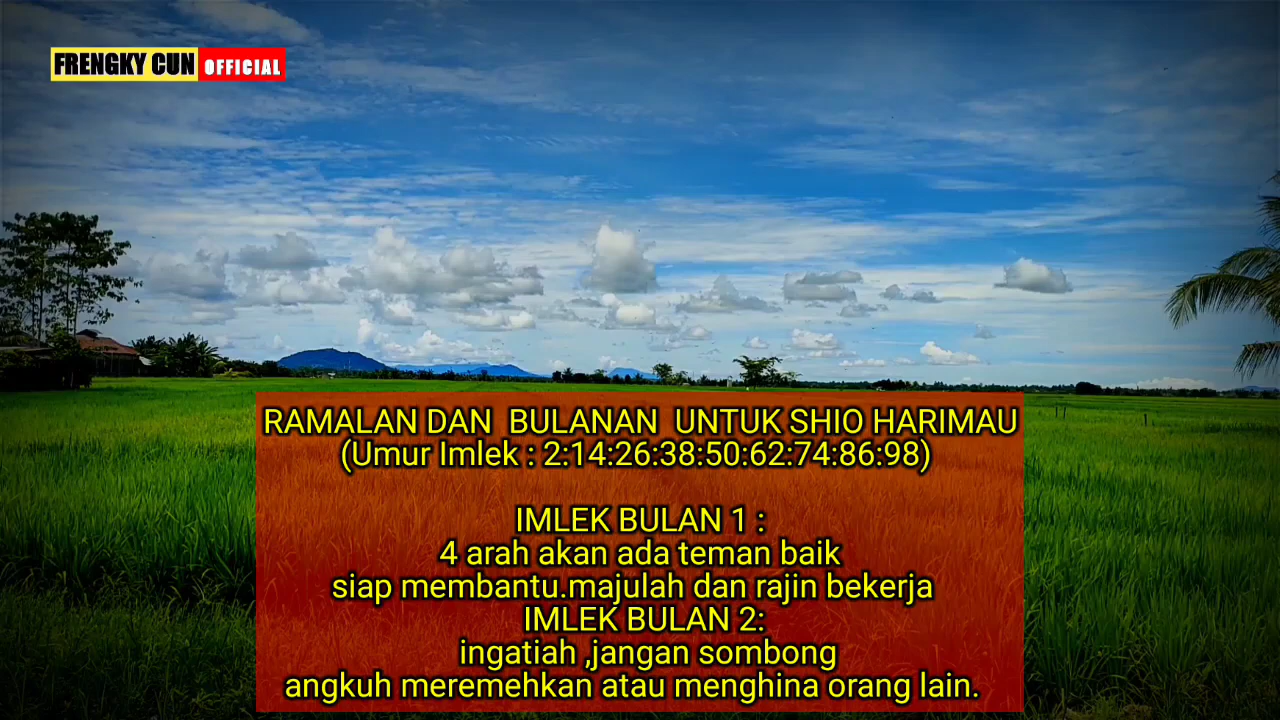 FRENGKY CUN OFFICIAL
RAMALAN DAN BULANAN UNTUK SHIO HARIMAU
(Umur Imlek : 2:14:26:38:50:62:74:86:98)
IMLEK BULAN 1 :
4 arah akan ada teman baik
siap membantu.majulah dan rajin bekerja
IMLEK BULAN 2:
ingatiah ,jangan sombong
angkuh meremehkan atau menghina orang lain.